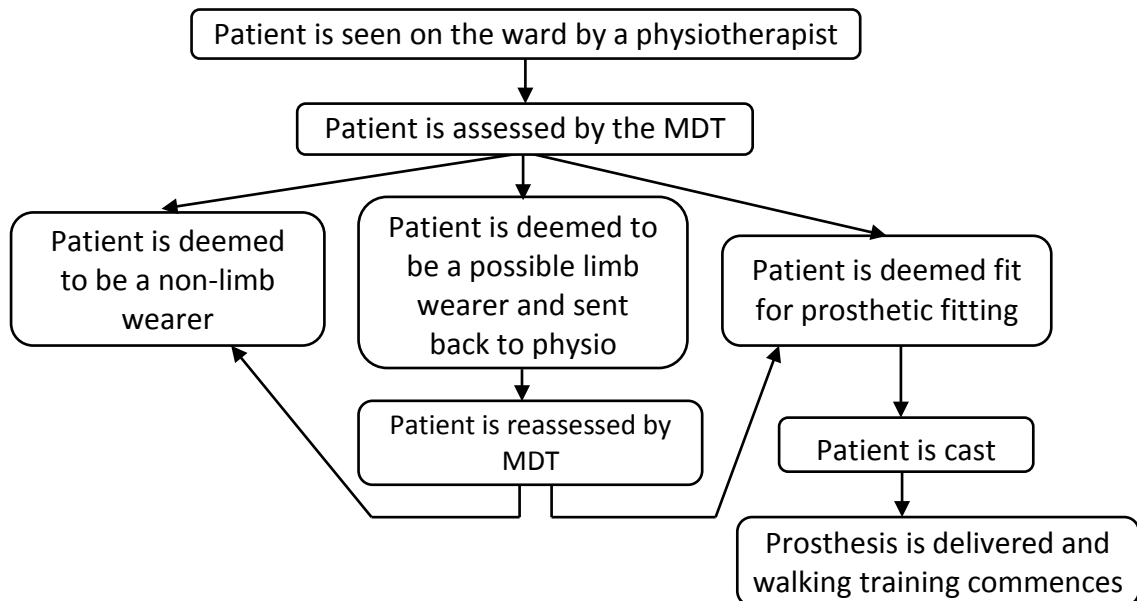 Patient is seen on the ward by a physiotherapist
Patient is assessed by the MDT
Patient is deemed
to be a non-limb
wearer
Patient is deemed to
be a possible limb
wearer and sent
back to physio
Patient is deemed fit
for prosthetic fitting
Patient is reassessed by
MDT
Patient is cast
Prosthesis is delivered and
walking training commences